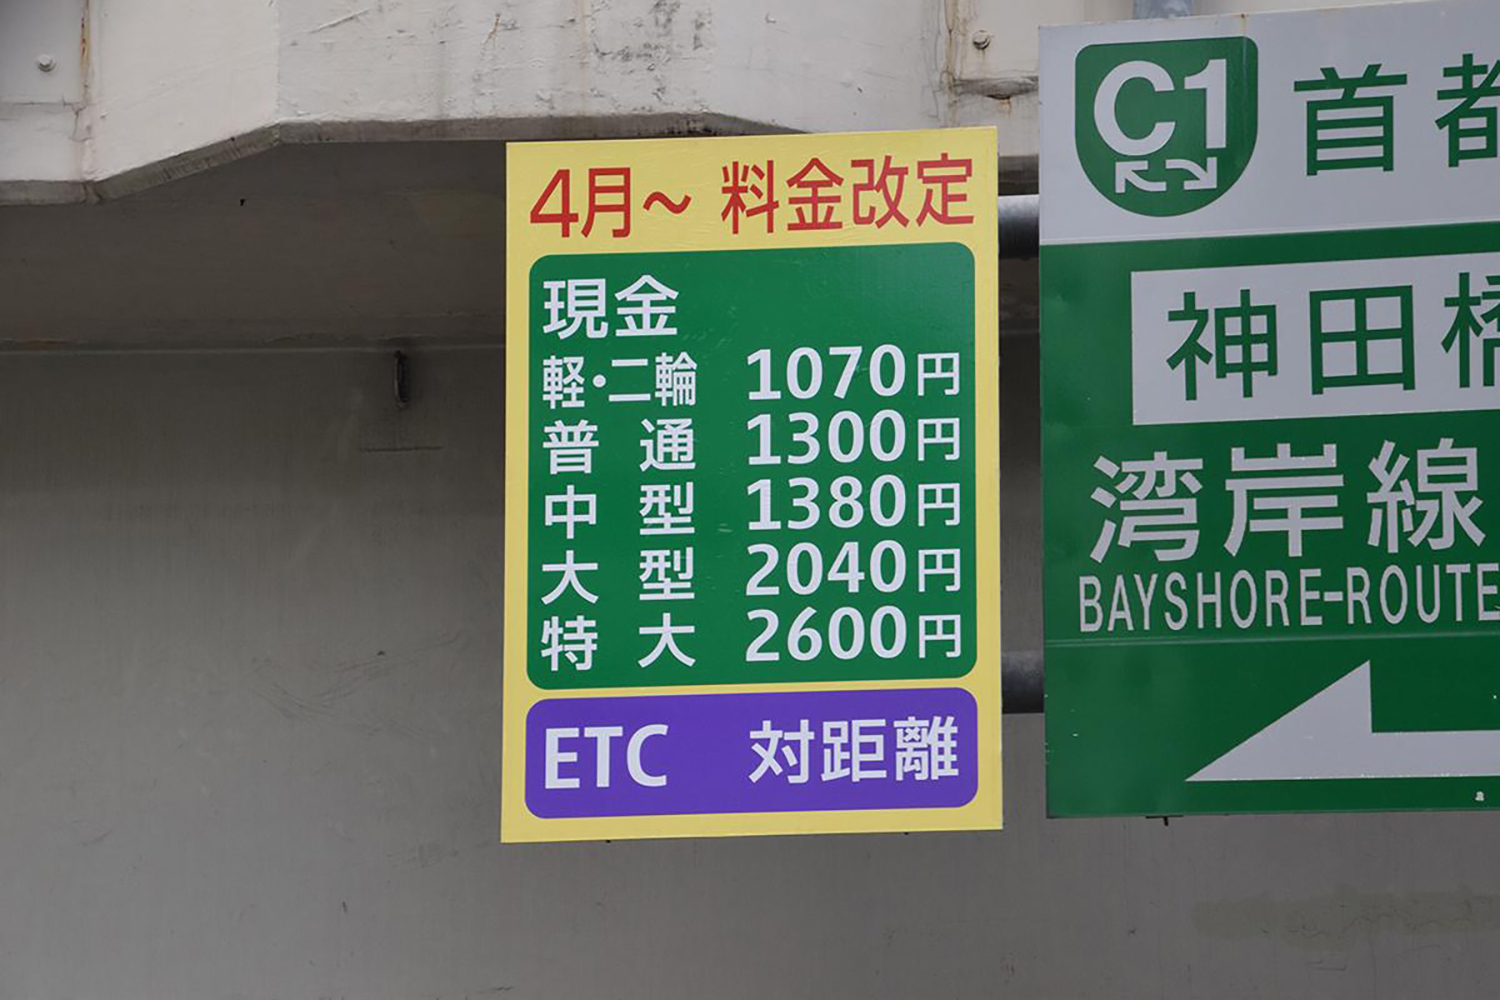 4月～ 料金改定
現金
軽・二輪 1070円
普通 1300円
中型 1380円
大型 2040円
特大 2600円
ETC 対距離
C1 首都
神田橋
湾岸線
BAYSHORE-ROUTE